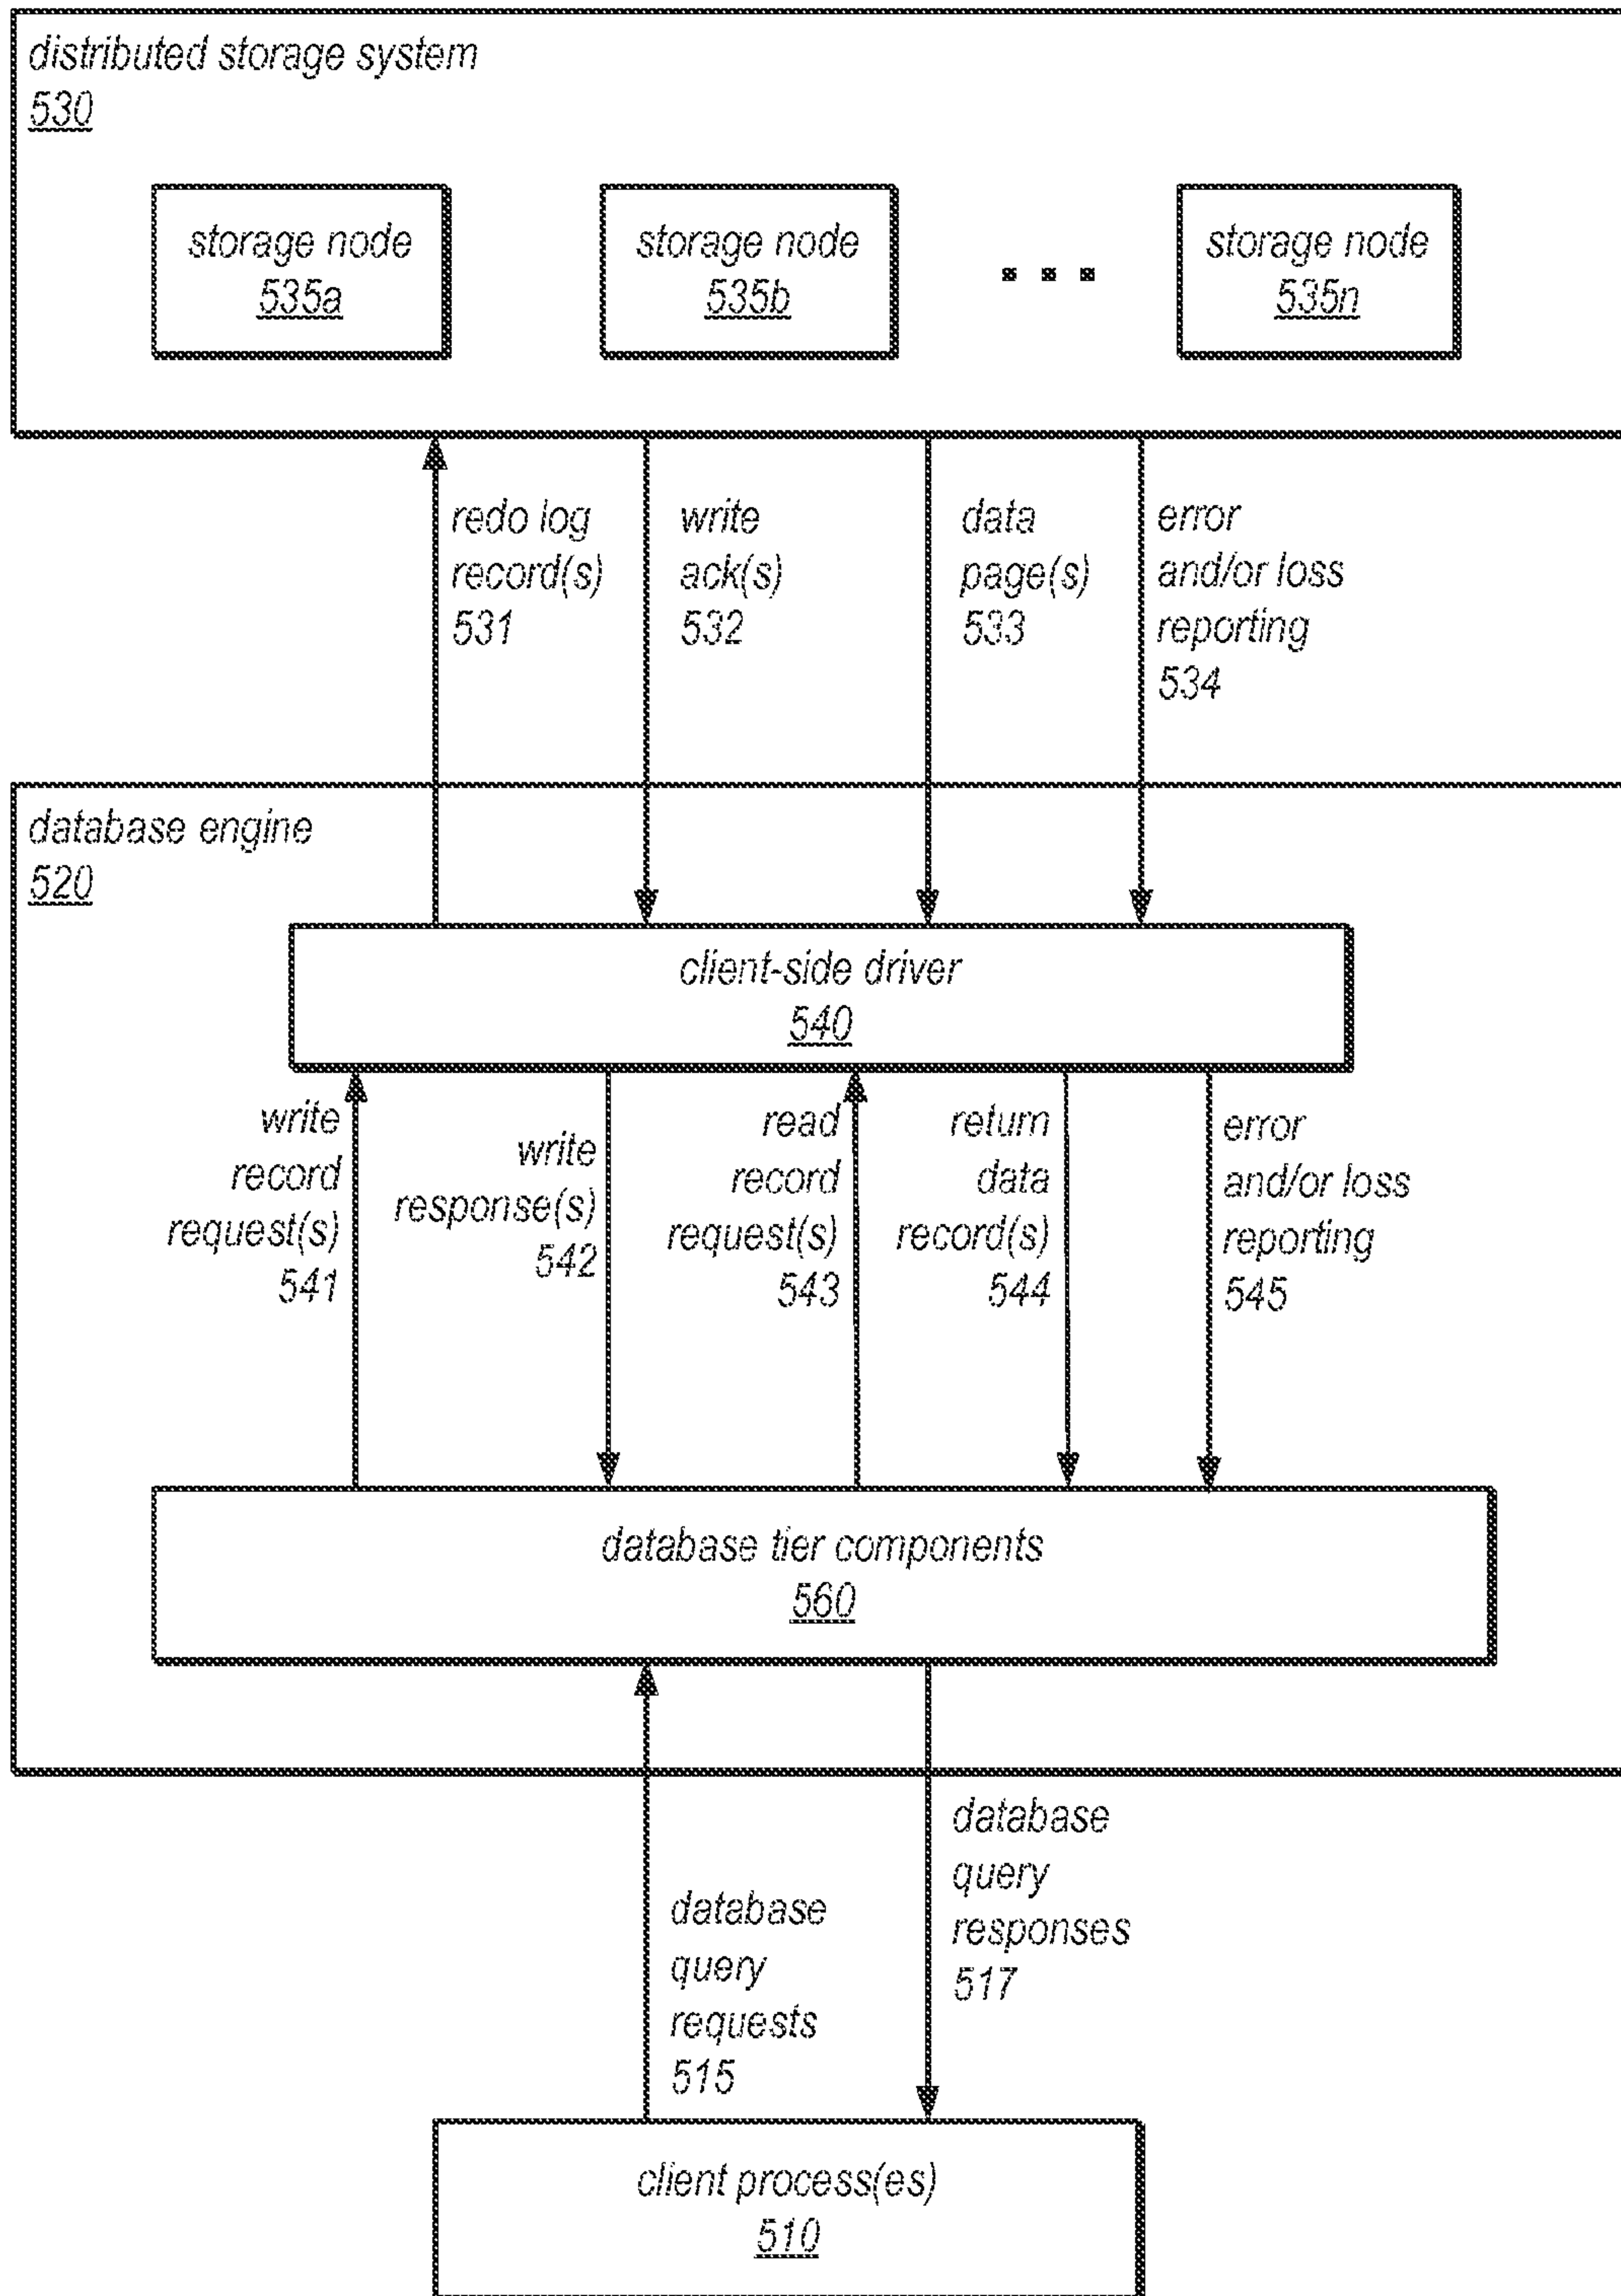 distributed storage system
530
storage node
535a
storage node
535b
storage node
535n
redo log
record(s)
531
write
ack(s)
532
data
page(s)
533
error
and/or loss
reporting
534
database engine
520
client-side driver
540
write
record
request(s)
541
write
response(s)
542
read
record
request(s)
543
return
data
record(s)
544
error
and/or loss
reporting
545
database tier components
560
database
query
requests
515
database
query
responses
517
client process(es)
510